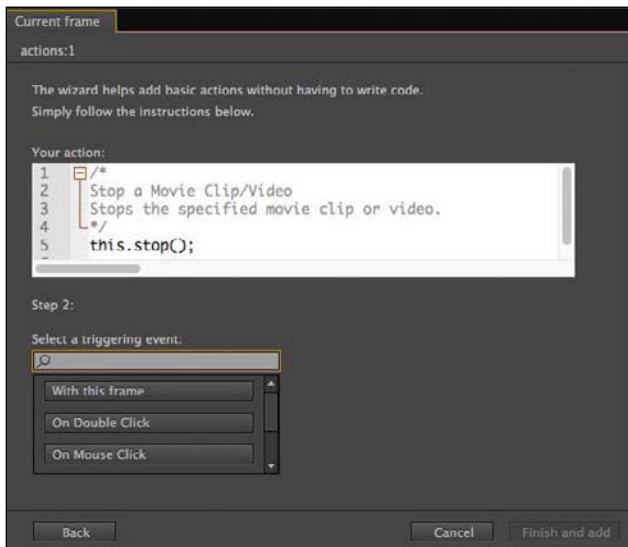 Current frame
actions:1
The wizard helps add basic actions without having to write code.
Simply follow the instructions below.
Your action:
1 /*
2 Stop a Movie Clip/Video
3 Stops the specified movie clip or video.
4 */
5 this.stop();
Step 2:
Select a triggering event:
With this frame
On Double Click
On Mouse Click
Back Cancel Finish and add